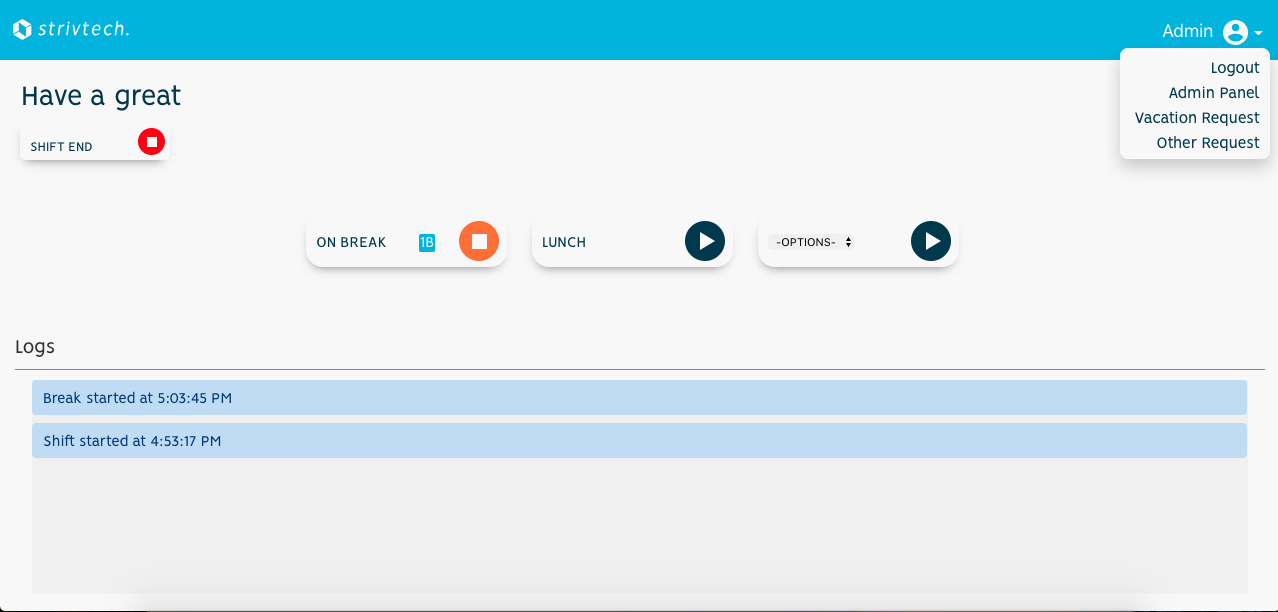 strivtech.
Admin
Logout
Admin Panel
Vacation Request
Other Request
Have a great
SHIFT END
ON BREAK 1B
LUNCH
-OPTIONS-
Logs
Break started at 5:03:45 PM
Shift started at 4:53:17 PM